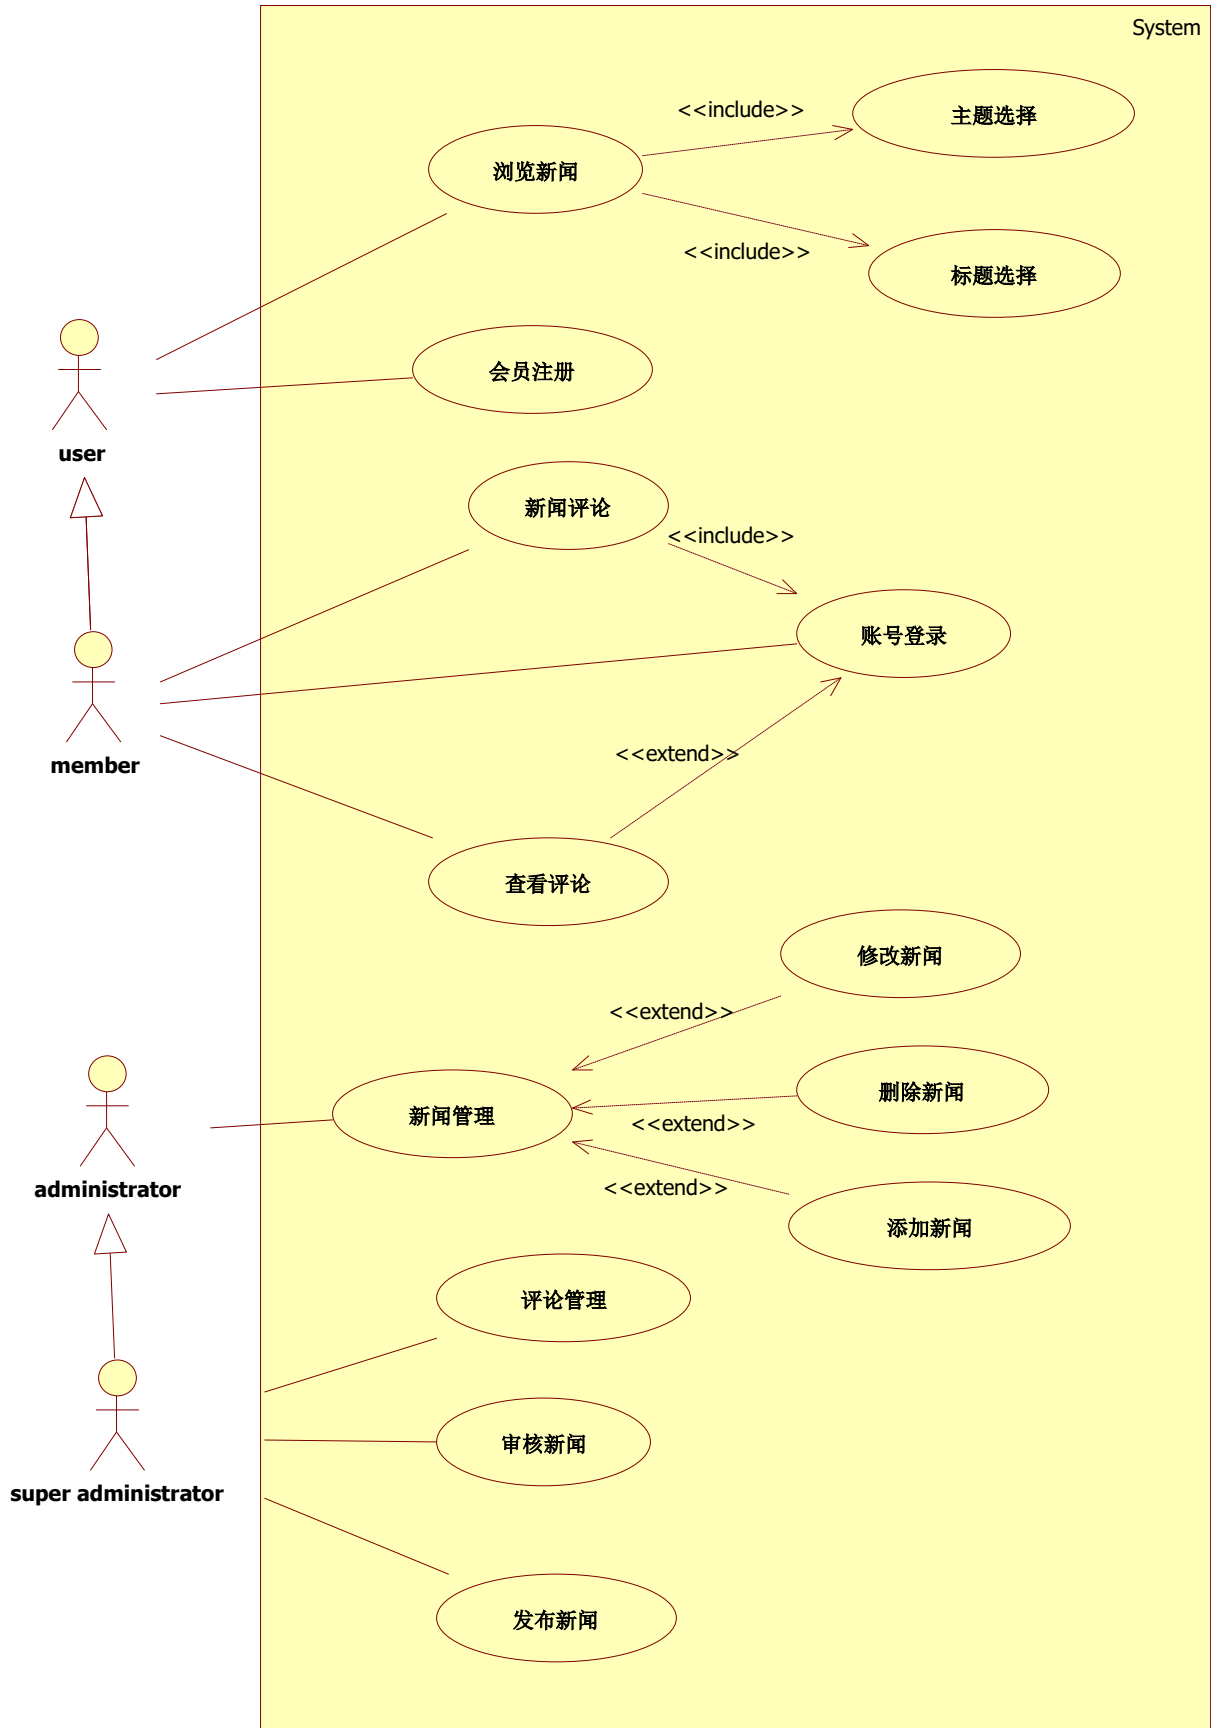 System
<<include>>
主题选择
浏览新闻
<<include>>
标题选择
会员注册
user
新闻评论
<<include>>
账号登录
member
<<extend>>
查看评论
修改新闻
<<extend>>
删除新闻
新闻管理
<<extend>>
administrator
<<extend>>
添加新闻
评论管理
审核新闻
super administrator
发布新闻